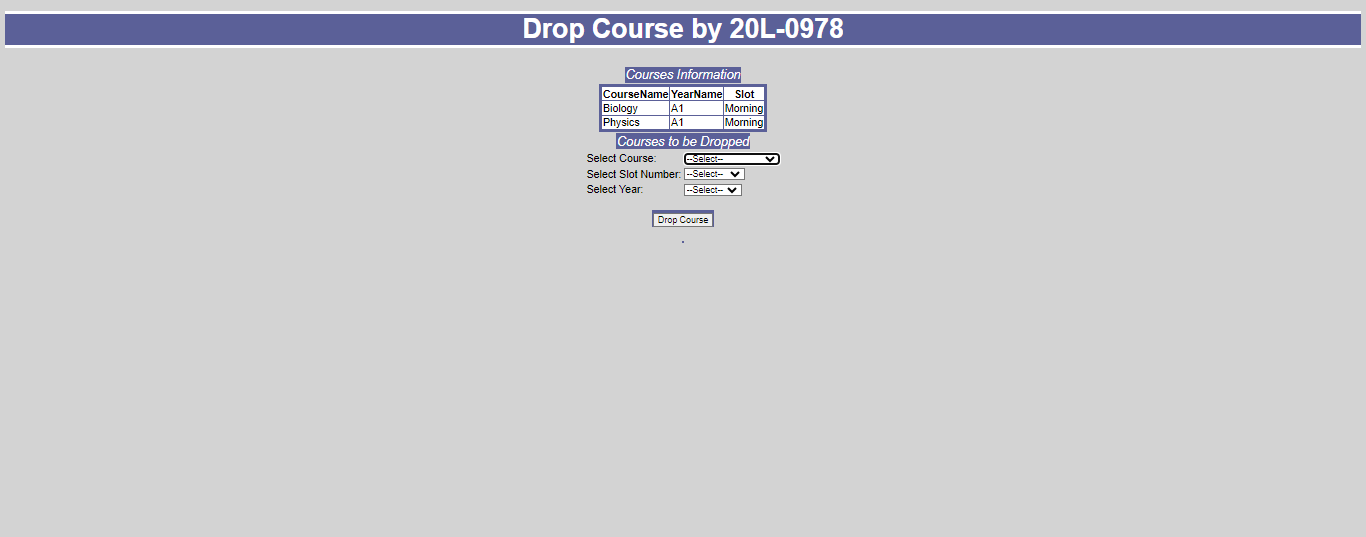 Drop Course by 20L-0978
Courses Information
CourseName YearName Slot
Biology A1 Morning
Physics A1 Morning
Courses to be Dropped
Select Course: --Select--
Select Slot Number: --Select--
Select Year: --Select--
Drop Course
.